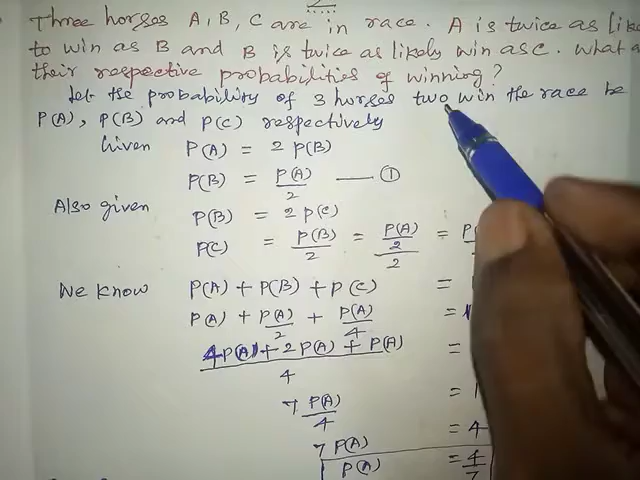 Three horses A, B, C are in race. A is twice as
to win as B and B is twice as likely win as C. What
their respective probabilities of winning?
Let the probability of 3 horses two win the race be
P(A), P(B) and P(C) respectively
Given P(A) = 2 P(B)
P(B) = P(A)/2 —— ①
Also given P(B) = 2 P(C)
P(C) = P(B)/2 = P(A)/2/2 =
We know P(A) + P(B) + P(C) =
P(A) + P(A)/2 + P(A)/4 =
4P(A) + 2P(A) + P(A)/4 =
7 P(A)/4 = 1
7 P(A) = 4
P(A) = 4/7